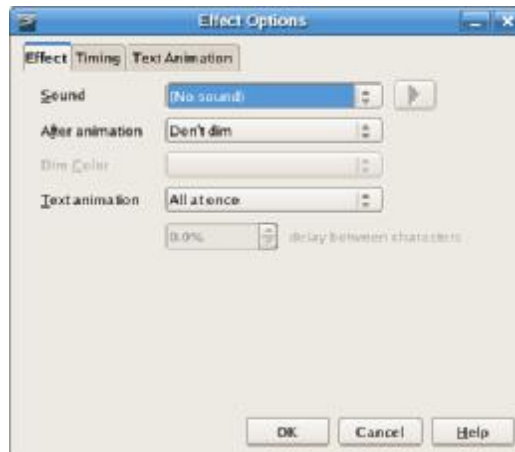 Effect Options
Effect Timing Text Animation
Sound (No sound)
After animation Don't dim
Dim Color
Text animation All at once
0.0% delay between characters
OK Cancel Help